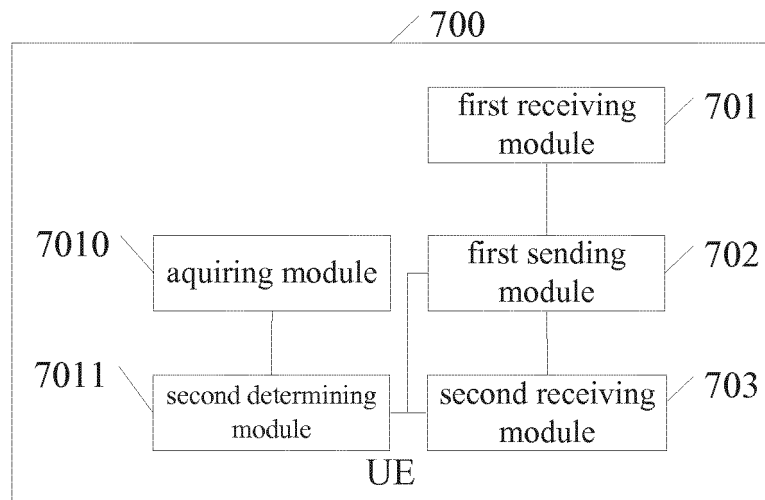 700
first receiving
module
701
7010
aquiring module
first sending
module
702
7011
second determining
module
second receiving
module
703
UE